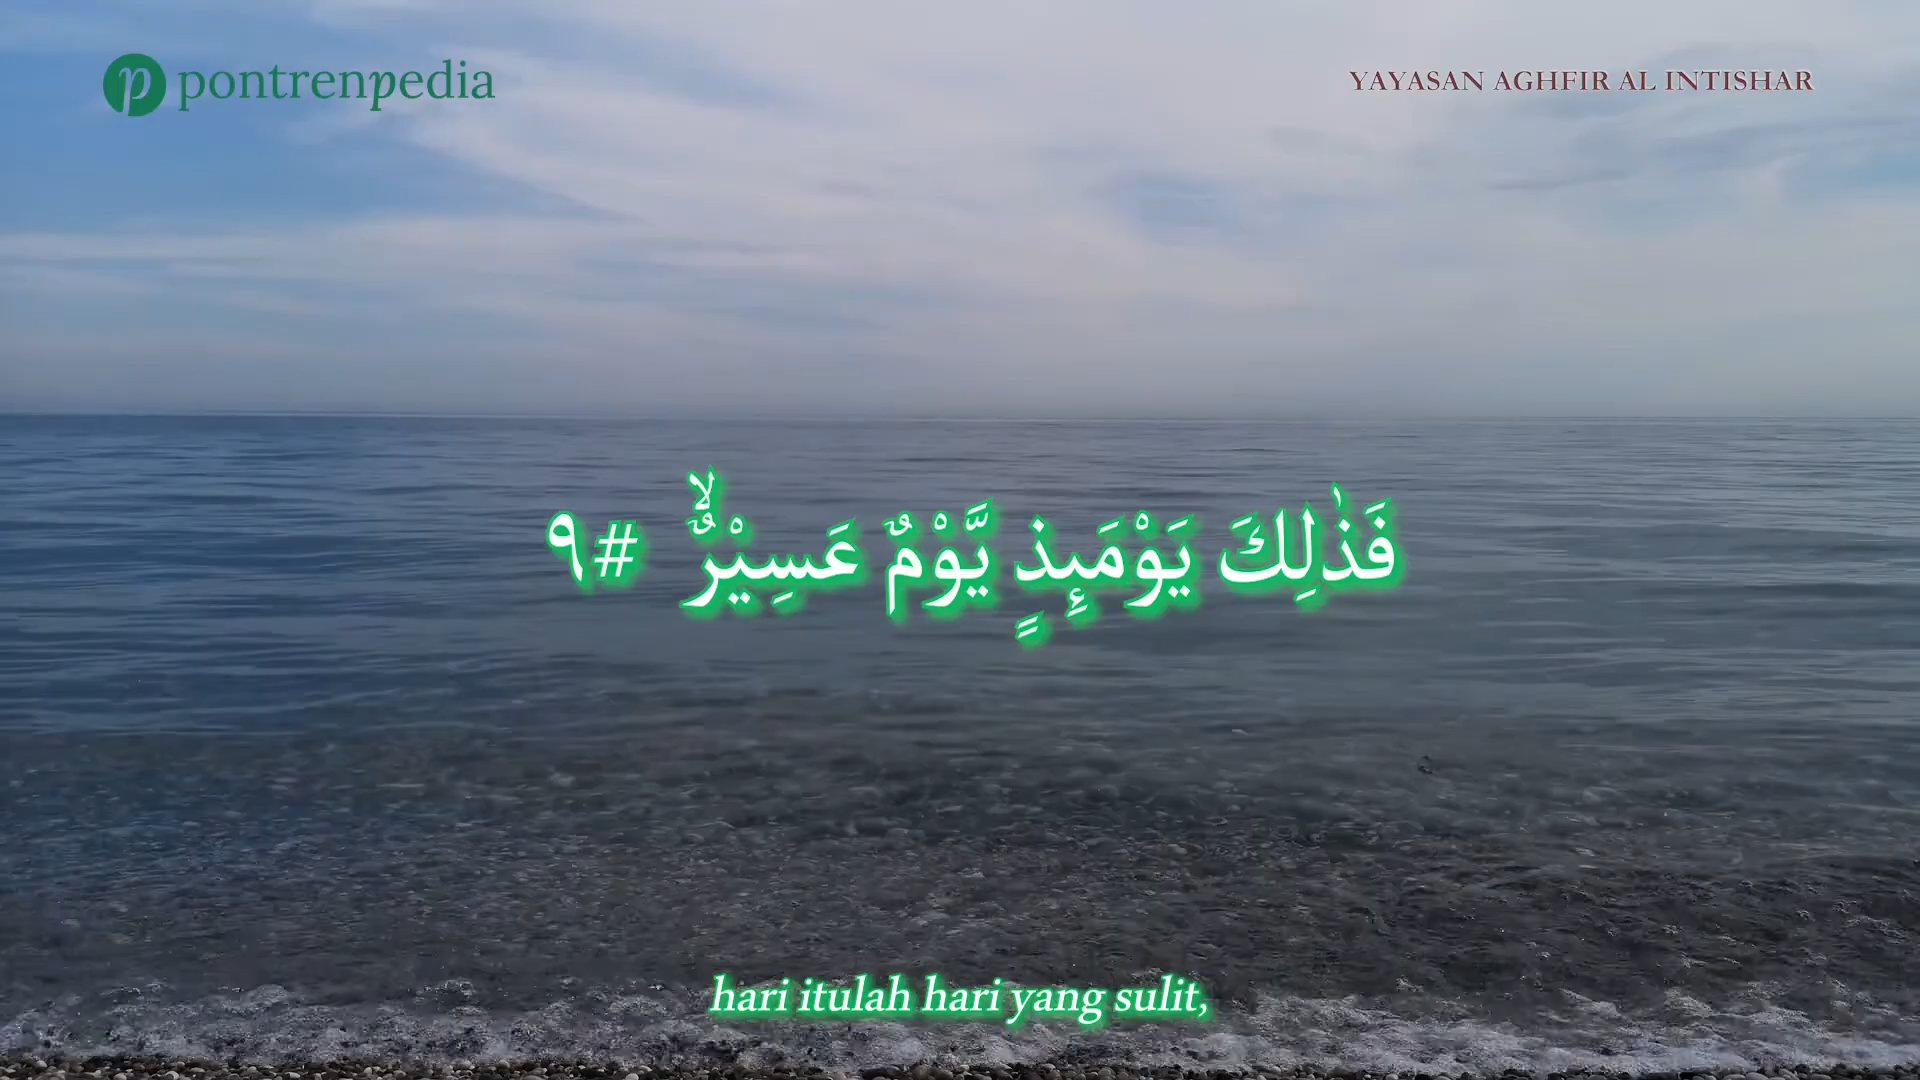 pontrenpedia
YAYASAN AGHFIR AL INTISHAR
فَذٰلِكَ يَوْمَىِٕذٍ يَّوْمٌ عَسِيْرٌۙ #٩
hari itulah hari yang sulit,